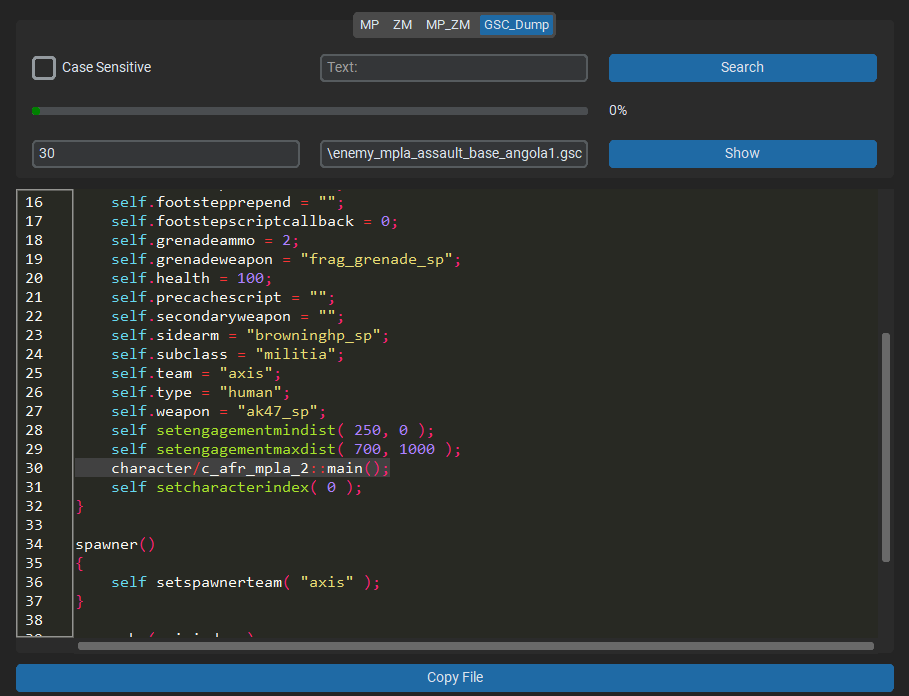 MP ZM MP_ZM GSC_Dump
Case Sensitive Text: Search
0%
30 \enemy_mpla_assault_base_angola1.gsc Show
16 self.footstepprepend = "";
17 self.footstepscriptcallback = 0;
18 self.grenadeammo = 2;
19 self.grenadeweapon = "frag_grenade_sp";
20 self.health = 100;
21 self.precachescript = "";
22 self.secondaryweapon = "";
23 self.sidearm = "browninghp_sp";
24 self.subclass = "militia";
25 self.team = "axis";
26 self.type = "human";
27 self.weapon = "ak47_sp";
28 self setengagementmindist( 250, 0 );
29 self setengagementmaxdist( 700, 1000 );
30 character/c_afr_mpla_2::main();
31 self setcharacterindex( 0 );
32 }
33
34 spawner()
35 {
36 self setspawnerteam( "axis" );
37 }
38
Copy File